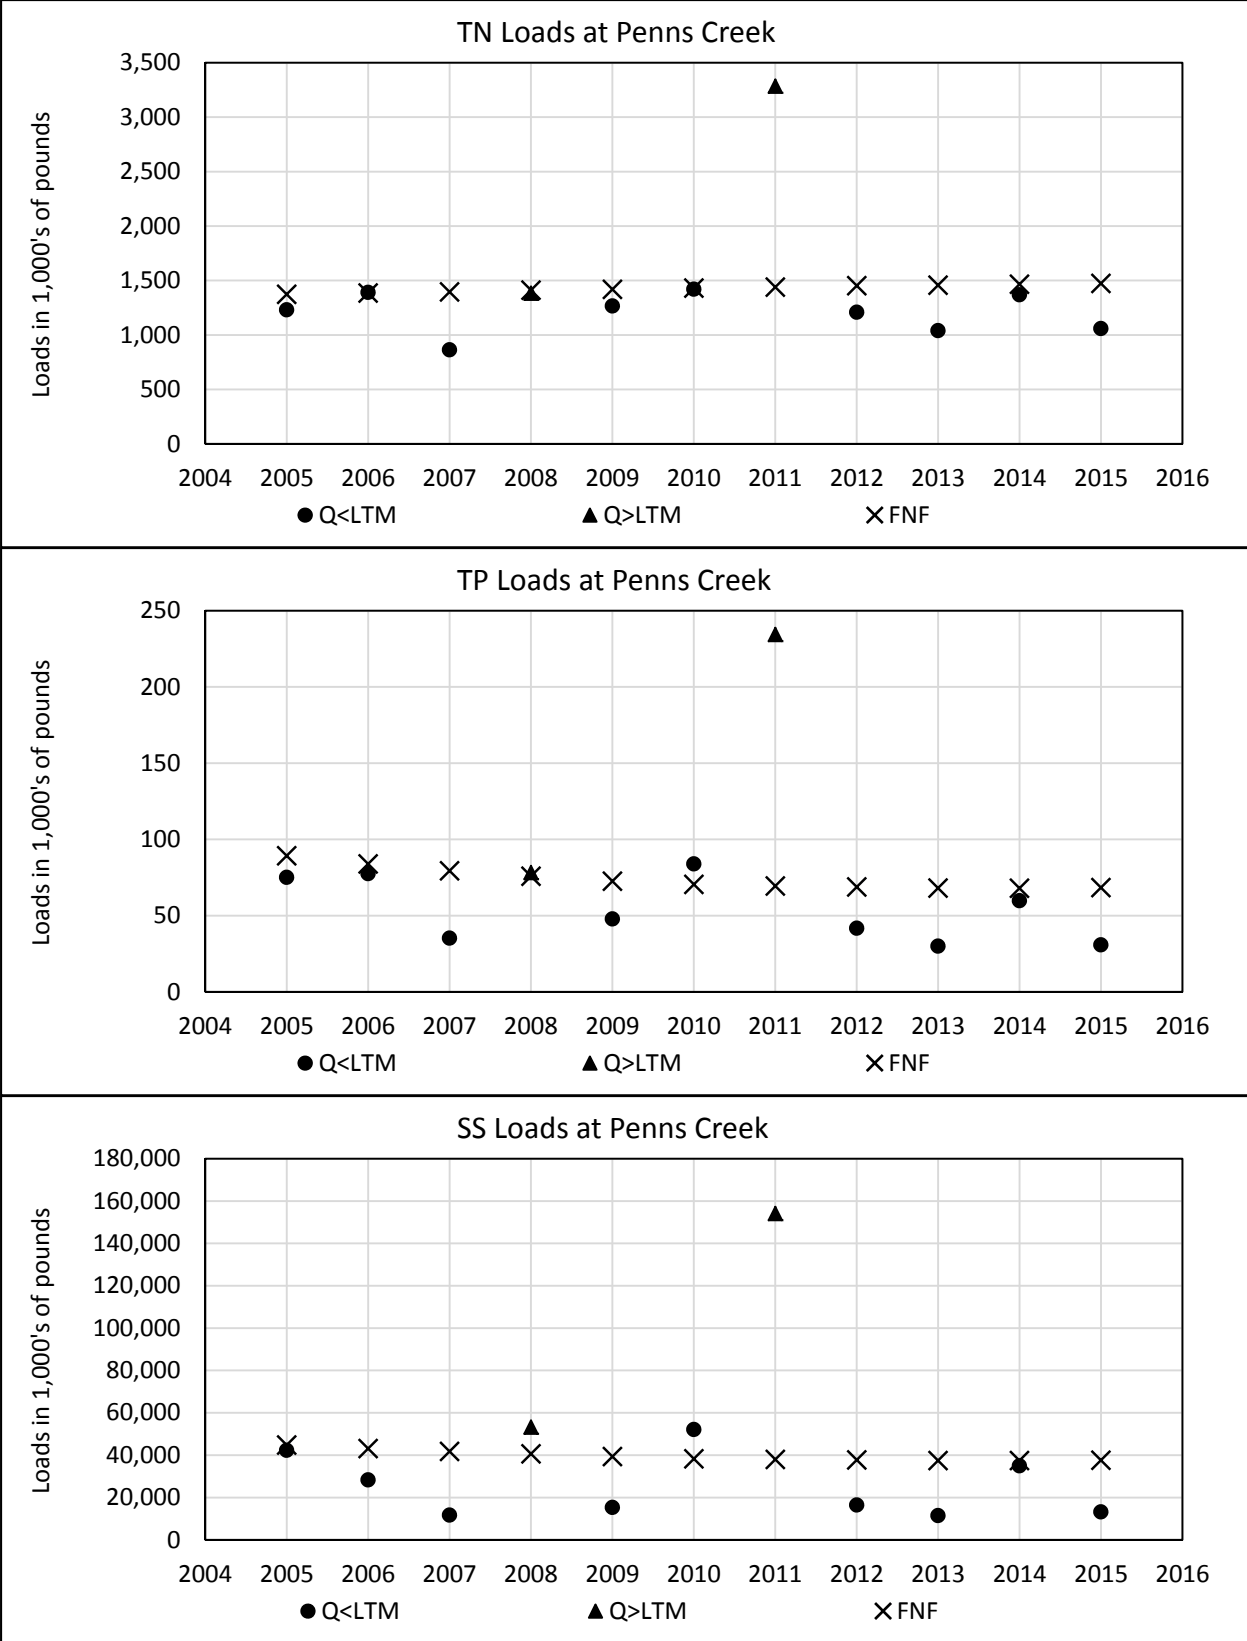 TN Loads at Penns Creek
Loads in 1,000's of pounds
3,500
3,000
2,500
2,000
1,500
1,000
500
0
2004 2005 2006 2007 2008 2009 2010 2011 2012 2013 2014 2015 2016
Q<LTM Q>LTM FNF
TP Loads at Penns Creek
Loads in 1,000's of pounds
250
200
150
100
50
0
2004 2005 2006 2007 2008 2009 2010 2011 2012 2013 2014 2015 2016
Q<LTM Q>LTM FNF
SS Loads at Penns Creek
Loads in 1,000's of pounds
180,000
160,000
140,000
120,000
100,000
80,000
60,000
40,000
20,000
0
2004 2005 2006 2007 2008 2009 2010 2011 2012 2013 2014 2015 2016
Q<LTM Q>LTM FNF